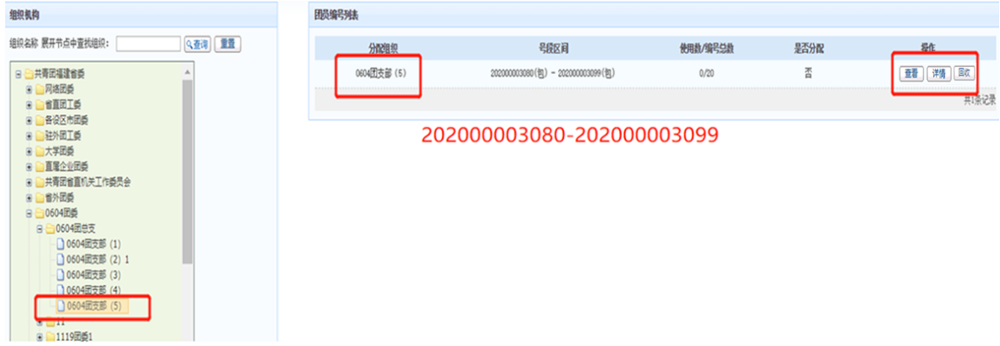 组织机构
组织名称 展开节点中查找组织：
查询
重置
共青团福建省委
网络团委
省直团工委
各设区市团委
驻外团工委
大学团委
直属企业团委
共青团省直机关工作委员会
省外团委
0604团委
0604团总支
0604团支部（1）
0604团支部（2）1
0604团支部（3）
0604团支部（4）
0604团支部（5）
11
1119团委1
团员编号列表
分配组织 号段区间 使用数/编号总数 是否分配 操作
0604团支部（5） 202000003080(包) - 202000003099(包) 0/20 否 查看 详情 回收
共1条记录
202000003080-202000003099